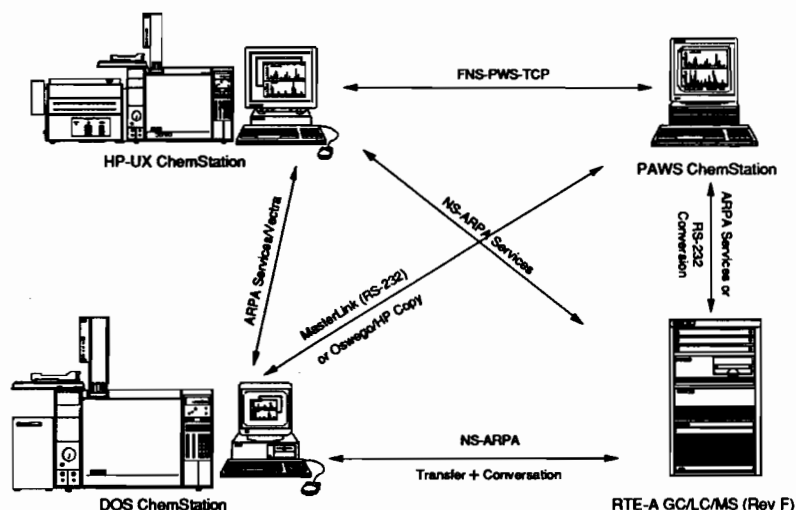 FNS-PWS-TCP
HP-UX ChemStation
PAWS ChemStation
ARPA Services/Vectra
NS-ARPA Services
MasterLink (RS-232)
or Oswego/HP Copy
ARPA Services or
RS-232
Conversion
NS-ARPA
Transfer + Conversation
DOS ChemStation
RTE-A GC/LC/MS (Rev F)